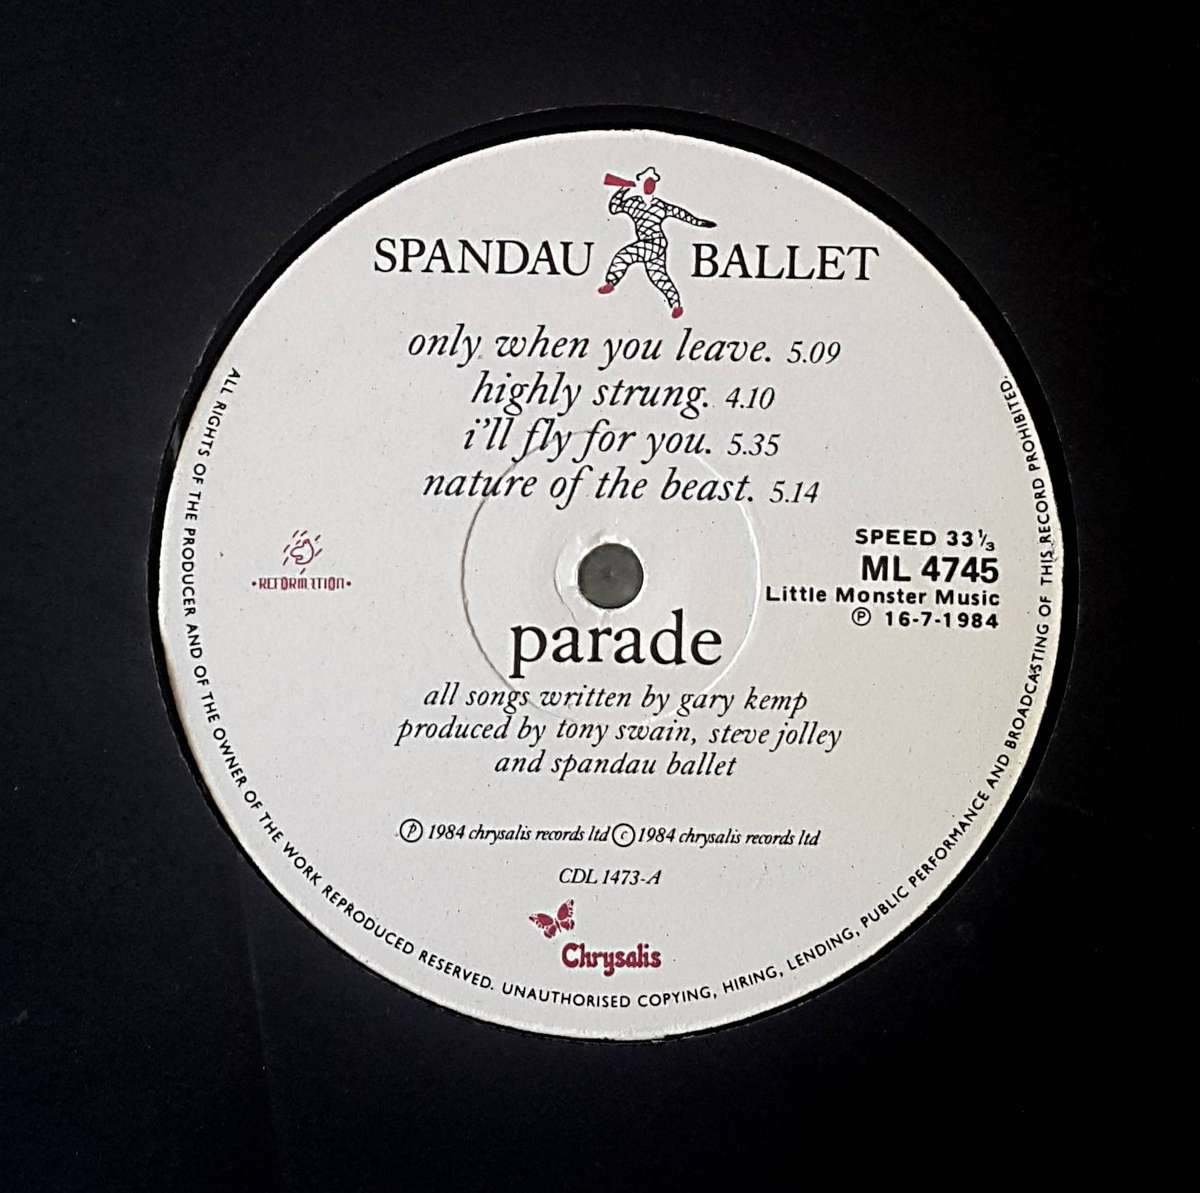 SPANDAU BALLET
only when you leave. 5.09
highly strung. 4.10
i'll fly for you. 5.35
nature of the beast. 5.14
•REFORMATION•
SPEED 33 ⅓
ML 4745
Little Monster Music
Ⓟ 16-7-1984
parade
all songs written by gary kemp
produced by tony swain, steve jolley
and spandau ballet
Ⓟ 1984 chrysalis records ltd © 1984 chrysalis records ltd
CDL 1473-A
Chrysalis
ALL RIGHTS OF THE PRODUCER AND OF THE OWNER OF THE WORK REPRODUCED RESERVED. UNAUTHORISED COPYING, HIRING, LENDING, PUBLIC PERFORMANCE AND BROADCASTING OF THIS RECORD PROHIBITED.